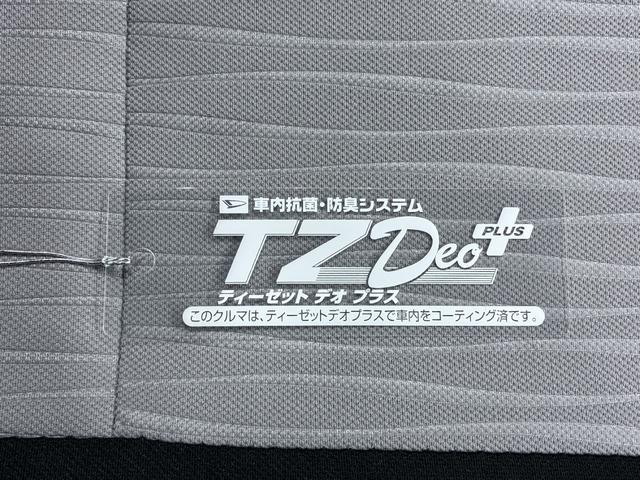 車内抗菌・防臭システム
TZ Deo PLUS
ティーゼット デオ プラス
このクルマは、ティーゼットデオプラスで車内をコーティング済です。